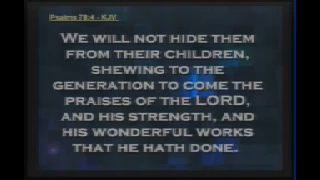 Psalms 78:4 - KJV
WE WILL NOT HIDE THEM
FROM THEIR CHILDREN,
SHEWING TO THE
GENERATION TO COME THE
PRAISES OF THE LORD,
AND HIS STRENGTH, AND
HIS WONDERFUL WORKS
THAT HE HATH DONE.